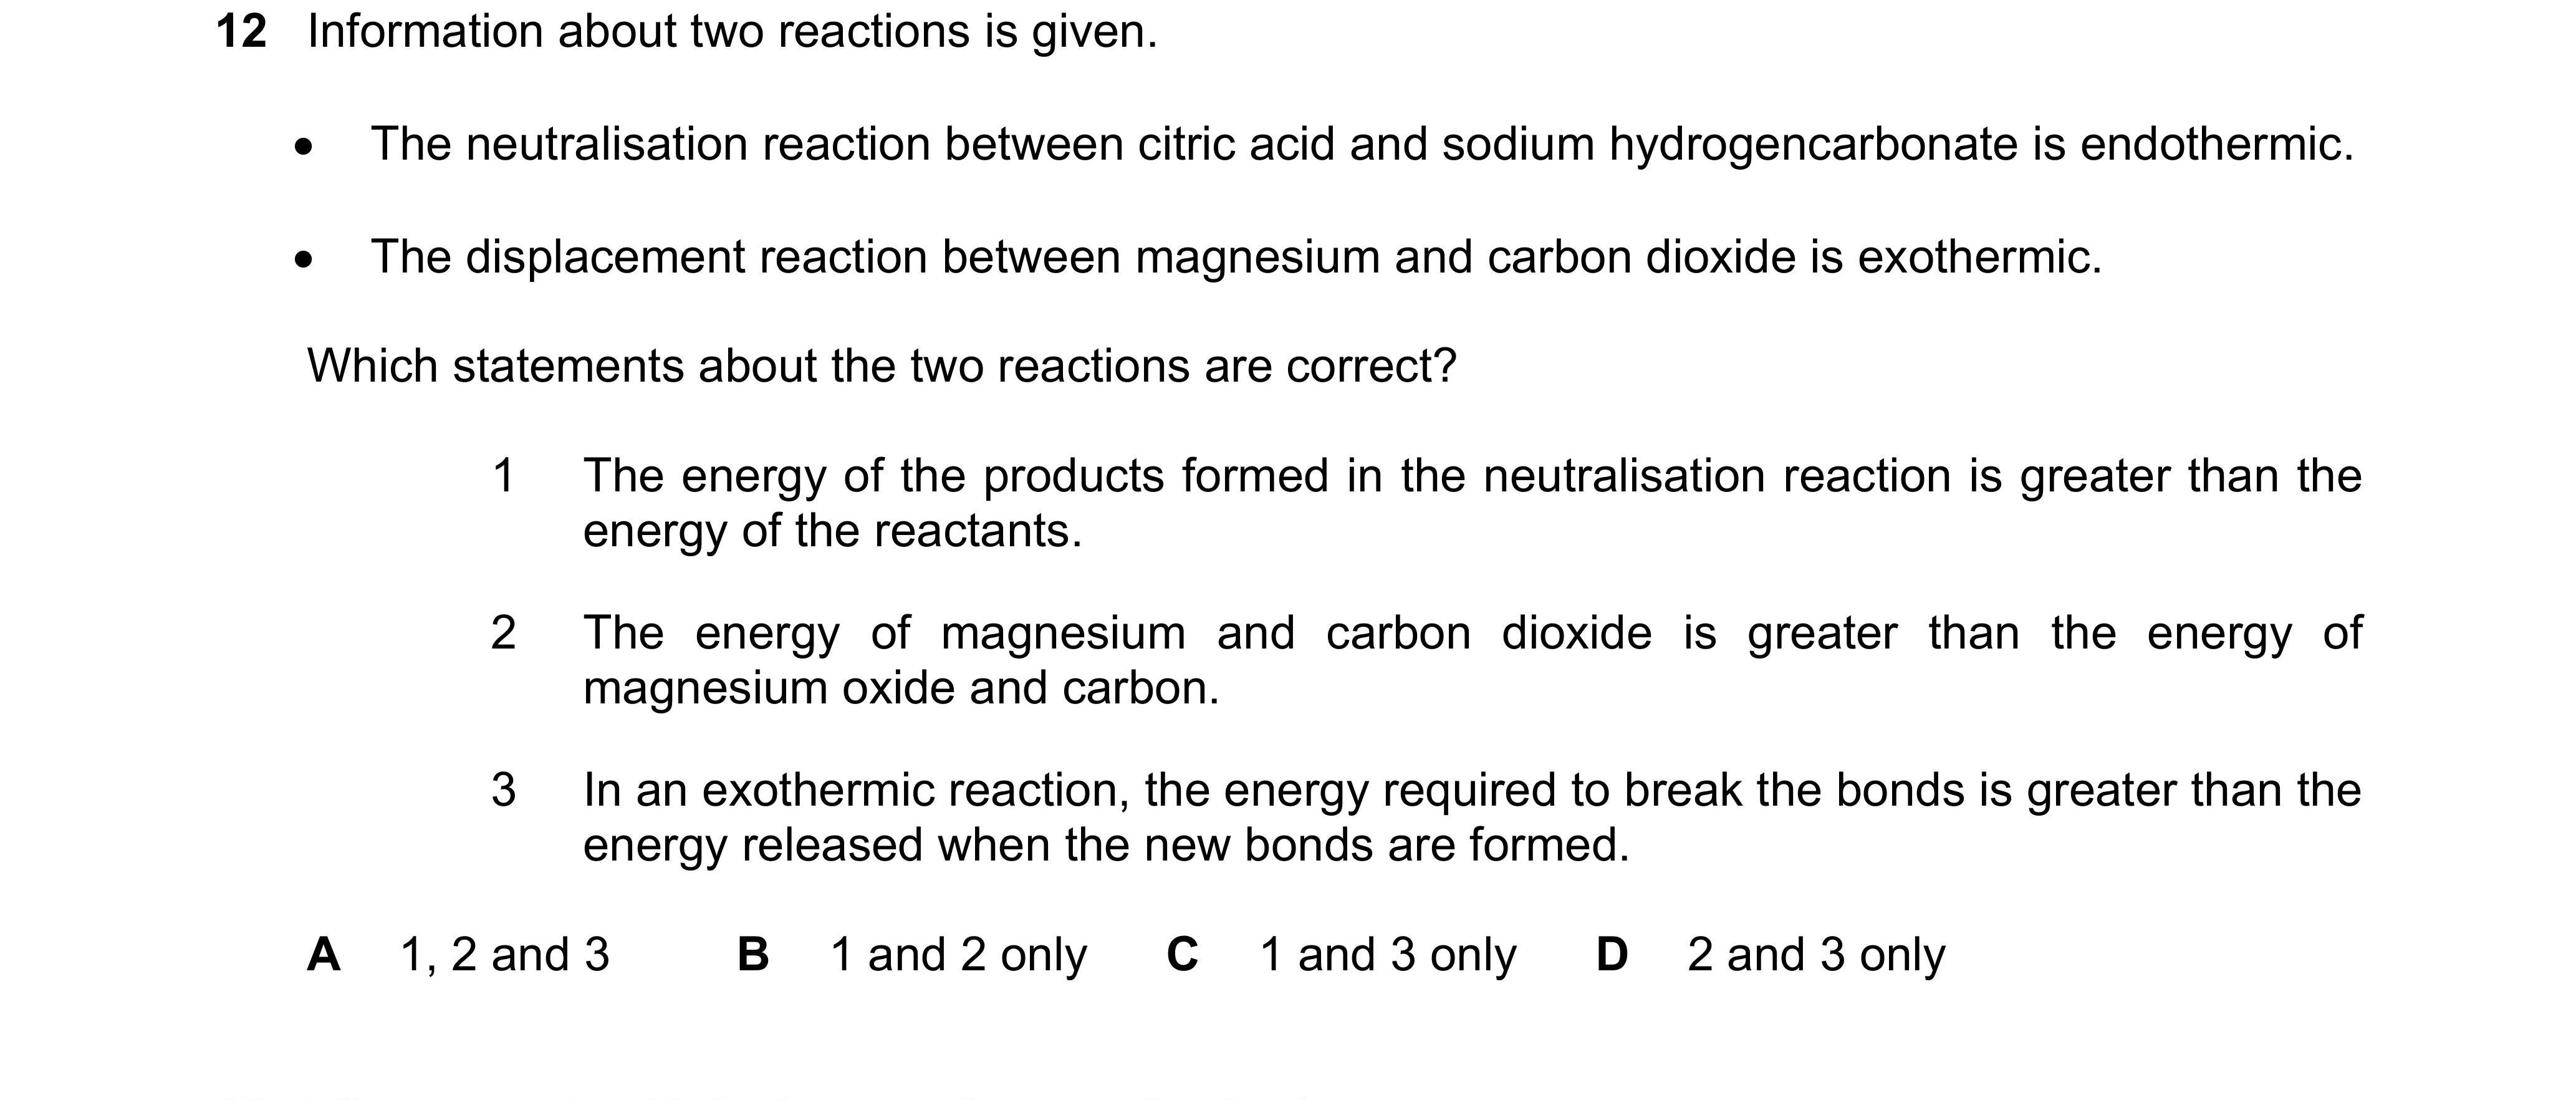 12 Information about two reactions is given.
• The neutralisation reaction between citric acid and sodium hydrogencarbonate is endothermic.
• The displacement reaction between magnesium and carbon dioxide is exothermic.
Which statements about the two reactions are correct?
1 The energy of the products formed in the neutralisation reaction is greater than the
energy of the reactants.
2 The energy of magnesium and carbon dioxide is greater than the energy of
magnesium oxide and carbon.
3 In an exothermic reaction, the energy required to break the bonds is greater than the
energy released when the new bonds are formed.
A 1, 2 and 3 B 1 and 2 only C 1 and 3 only D 2 and 3 only